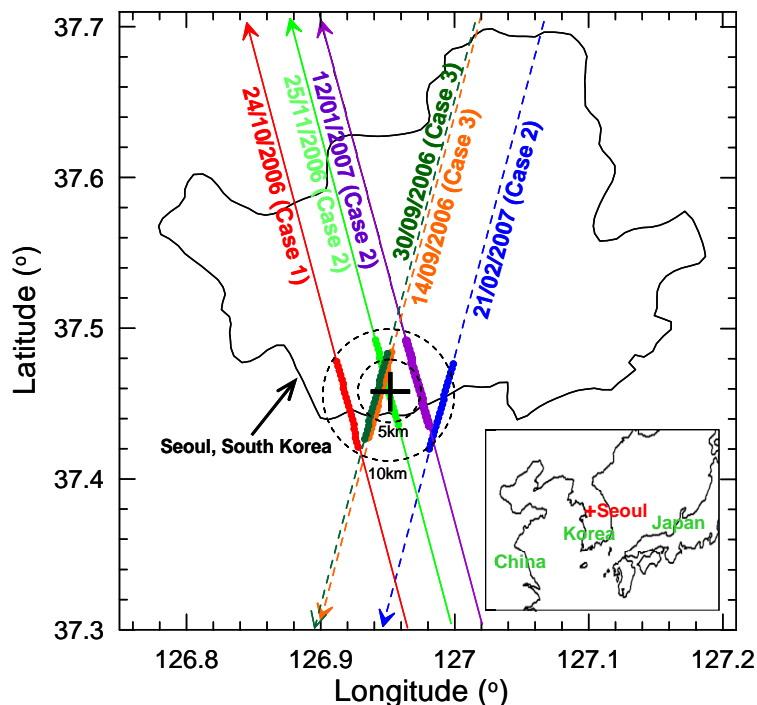 37.7
37.6
37.5
37.4
37.3
Latitude (º)
24/10/2006 (Case 1)
25/11/2006 (Case 2)
12/01/2007 (Case 2)
30/09/2006 (Case 3)
14/09/2006 (Case 3)
21/02/2007 (Case 2)
Seoul, South Korea
5km
10km
Seoul
Korea
Japan
China
126.8
126.9
127
127.1
127.2
Longitude (º)